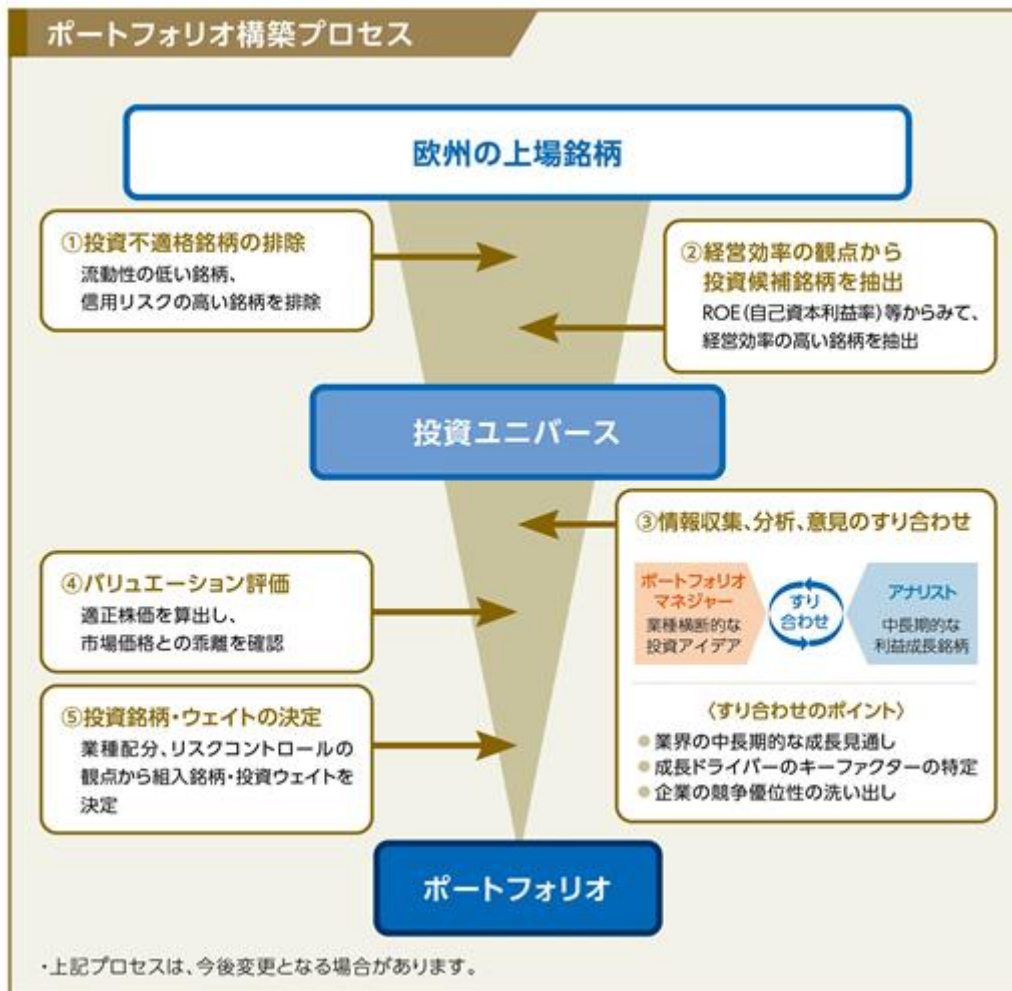 ポートフォリオ構築プロセス
欧州の上場銘柄
①投資不適格銘柄の排除
流動性の低い銘柄、
信用リスクの高い銘柄を排除
②経営効率の観点から
投資候補銘柄を抽出
ROE(自己資本利益率)等からみて、
経営効率の高い銘柄を抽出
投資ユニバース
③情報収集、分析、意見のすり合わせ
ポートフォリオ
マネジャー
業種横断的な
投資アイデア
すり
合わせ
アナリスト
中長期的な
利益成長銘柄
〈すり合わせのポイント〉
●業界の中長期的な成長見通し
●成長ドライバーのキーファクターの特定
●企業の競争優位性の洗い出し
④バリュエーション評価
適正株価を算出し、
市場価格との乖離を確認
⑤投資銘柄・ウェイトの決定
業種配分、リスクコントロールの
観点から組入銘柄・投資ウェイトを
決定
ポートフォリオ
・上記プロセスは、今後変更となる場合があります。